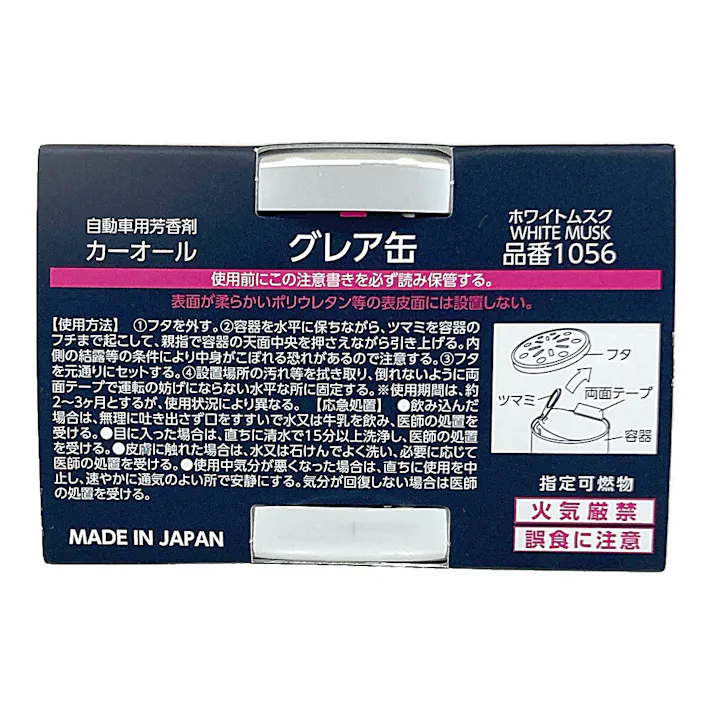 自動車用芳香剤
カーオール
グレア缶
ホワイトムスク
WHITE MUSK
品番1056
使用前にこの注意書きを必ず読み保管する。
表面が柔らかいポリウレタン等の表皮面には設置しない。
【使用方法】 ①フタを外す。②容器を水平に保ちながら、ツマミを容器の
フチまで起こして、親指で容器の天面中央を押さえながら引き上げる。内
側の結露等の条件により中身がこぼれる恐れがあるので注意する。③フタ
を元通りにセットする。④設置場所の汚れ等を拭き取り、倒れないように両
面テープで運転の妨げにならない水平な所に固定する。※使用期間は、約
2〜3ヶ月とするが、使用状況により異なる。【応急処置】 ●飲み込んだ
場合は、無理に吐き出さず口をすすいで水又は牛乳を飲み、医師の処置を
受ける。●目に入った場合は、直ちに清水で15分以上洗浄し、医師の処置
を受ける。●皮膚に触れた場合は、水又は石けんでよく洗い、必要に応じて
医師の処置を受ける。●使用中気分が悪くなった場合は、直ちに使用を中
止し、速やかに通気のよい所で安静にする。気分が回復しない場合は医師
の処置を受ける。
フタ
ツマミ
両面テープ
容器
指定可燃物
火気厳禁
誤食に注意
MADE IN JAPAN